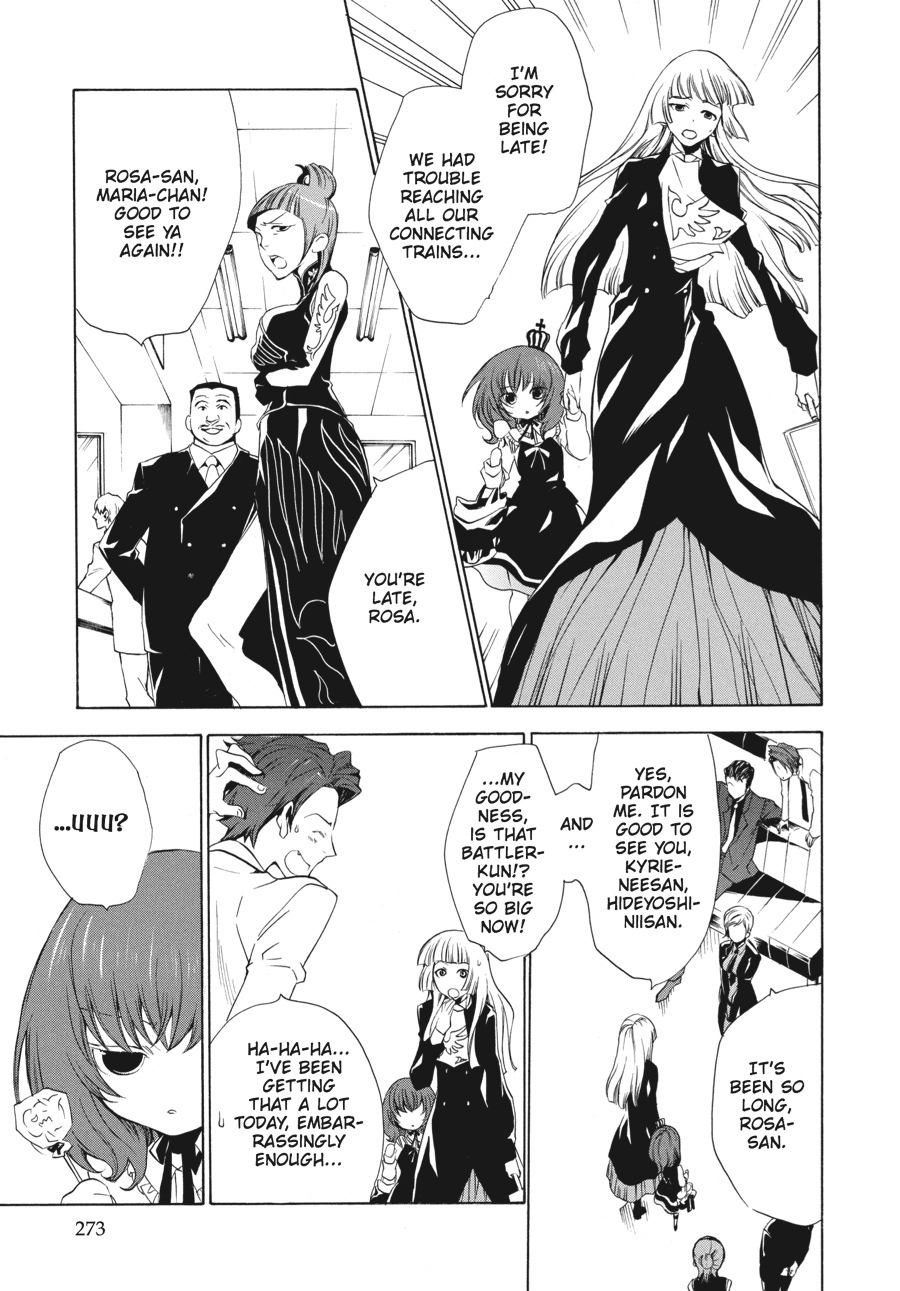 I'M
SORRY
FOR
BEING
LATE!
WE HAD
TROUBLE
REACHING
ALL OUR
CONNECTING
TRAINS...
ROSA-SAN,
MARIA-CHAN!
GOOD TO
SEE YA
AGAIN!!
YOU'RE
LATE,
ROSA.
IT'S
BEEN SO
LONG,
ROSA-
SAN.
YES,
PARDON
ME. IT IS
GOOD TO
SEE YOU,
KYRIE-
NEESAN,
HIDEYOSHI-
NIISAN.
AND
...
...MY
GOOD-
NESS,
IS THAT
BATTLER-
KUN!?
YOU'RE
SO BIG
NOW!
HA-HA-HA...
I'VE BEEN
GETTING
THAT A LOT
TODAY, EMBAR-
RASSINGLY
ENOUGH...
...UUU?
273